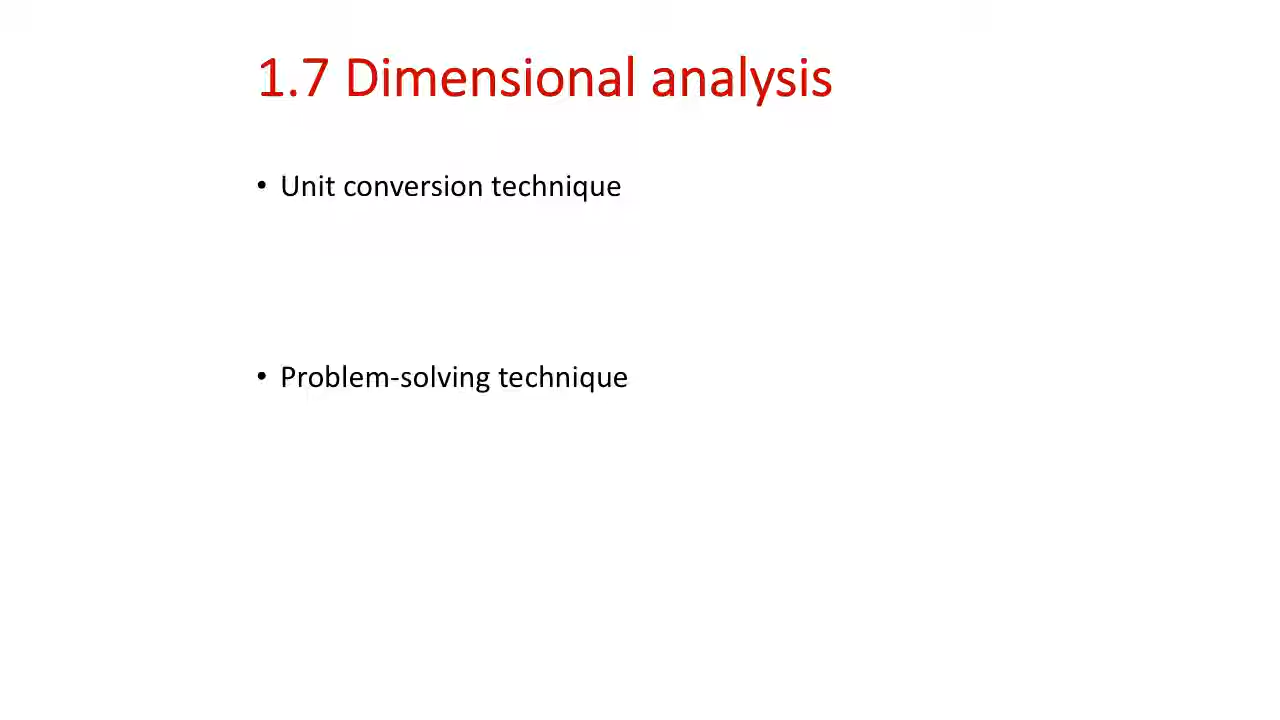 1.7 Dimensional analysis
• Unit conversion technique
• Problem-solving technique